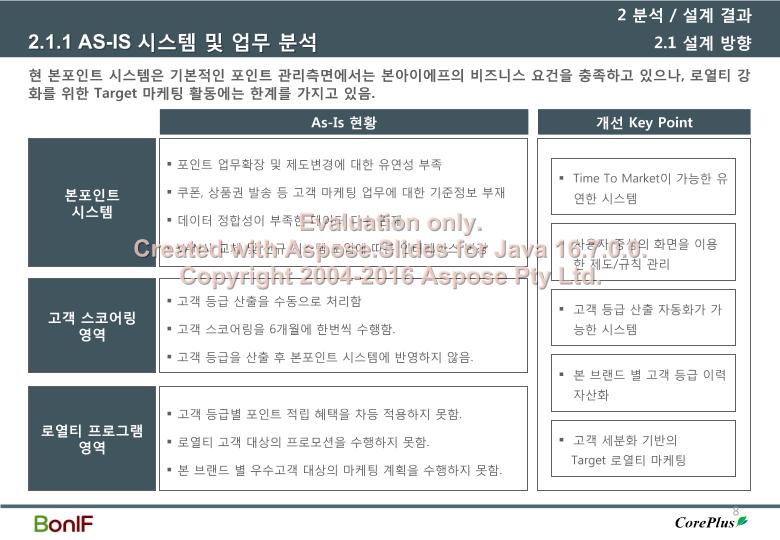 2 분석 / 설계 결과
2.1.1 AS-IS 시스템 및 업무 분석
2.1 설계 방향
현 본포인트 시스템은 기본적인 포인트 관리측면에서는 본아이에프의 비즈니스 요건을 충족하고 있으나, 로열티 강
화를 위한 Target 마케팅 활동에는 한계를 가지고 있음.
As-Is 현황
개선 Key Point
본포인트
시스템
▪ 포인트 업무확장 및 제도변경에 대한 유연성 부족
▪ 쿠폰, 상품권 발송 등 고객 마케팅 업무에 대한 기준정보 부재
▪ 데이터 정합성이 부족한
고객 스코어링
영역
▪ 고객 등급 산출을 수동으로 처리함
▪ 고객 스코어링을 6개월에 한번씩 수행함.
▪ 고객 등급을 산출 후 본포인트 시스템에 반영하지 않음.
로열티 프로그램
영역
▪ 고객 등급별 포인트 적립 혜택을 차등 적용하지 못함.
▪ 로열티 고객 대상의 프로모션을 수행하지 못함.
▪ 본 브랜드 별 우수고객 대상의 마케팅 계획을 수행하지 못함.
▪ Time To Market이 가능한 유
연한 시스템
▪ 사용자 중심의 화면을 이용
한 제도/규칙 관리
▪ 고객 등급 산출 자동화가 가
능한 시스템
▪ 본 브랜드 별 고객 등급 이력
자산화
▪ 고객 세분화 기반의
Target 로열티 마케팅
Evaluation only.
Created with Aspose.Slides for Java 16.7.0.0.
Copyright 2004-2016 Aspose Pty Ltd.
BonIF
CorePlus
8